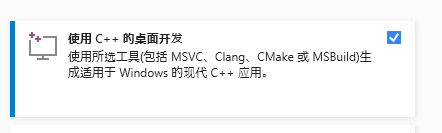 使用 C++ 的桌面开发
使用所选工具(包括 MSVC、Clang、CMake 或 MSBuild)生
成适用于 Windows 的现代 C++ 应用。